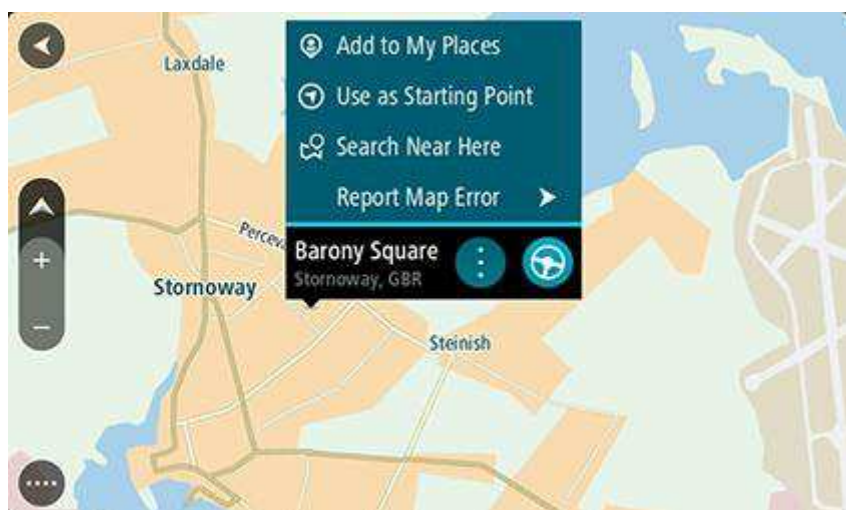 Add to My Places
Laxdale
Use as Starting Point
Search Near Here
Report Map Error
Perceva
Barony Square
Stornoway, GBR
Stornoway
Steinish